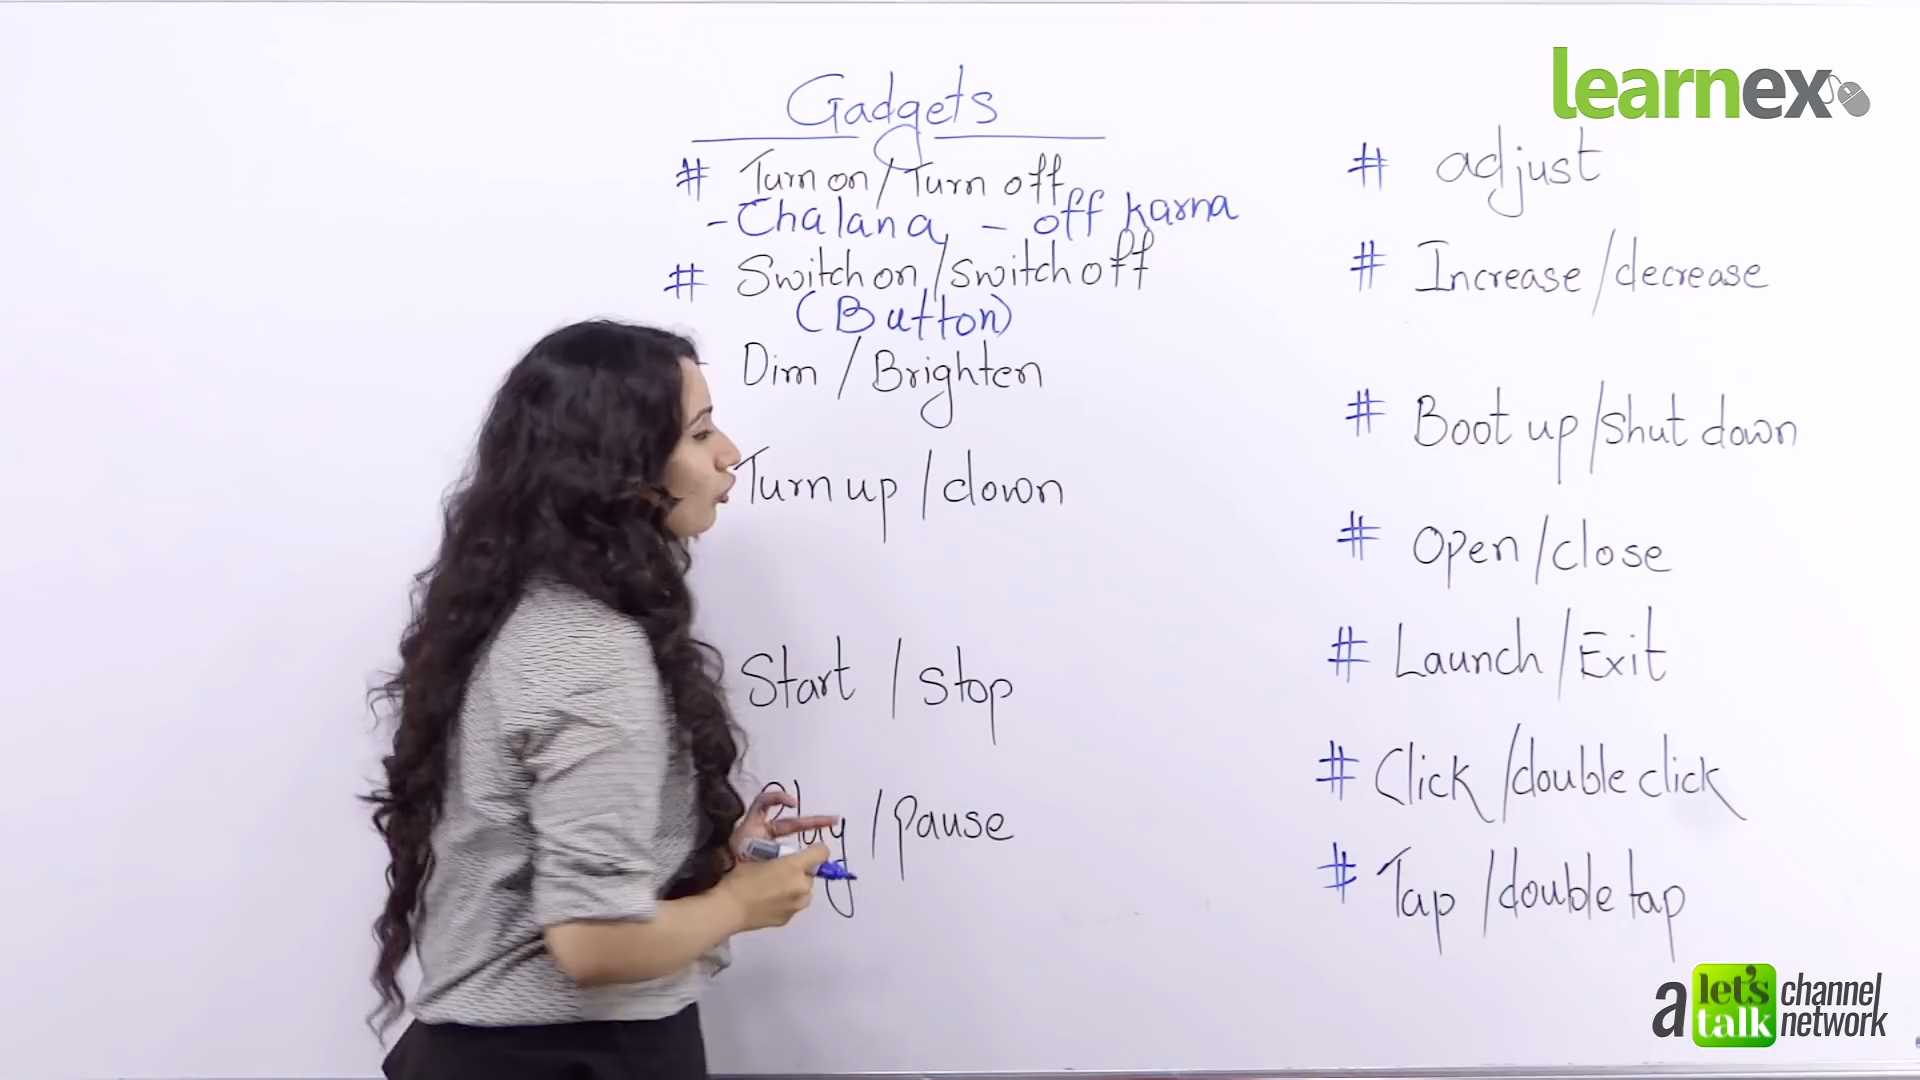 Gadgets
# Turn on / Turn off
- Chalana - off karna
# Switch on / switch off
(Button)
Dim / Brighten
Turn up / down
Start / stop
Play / pause
learnex
# adjust
# Increase / decrease
# Boot up / shut down
# Open / close
# Launch / Exit
# Click / double click
# Tap / double tap
a let's talk channel network